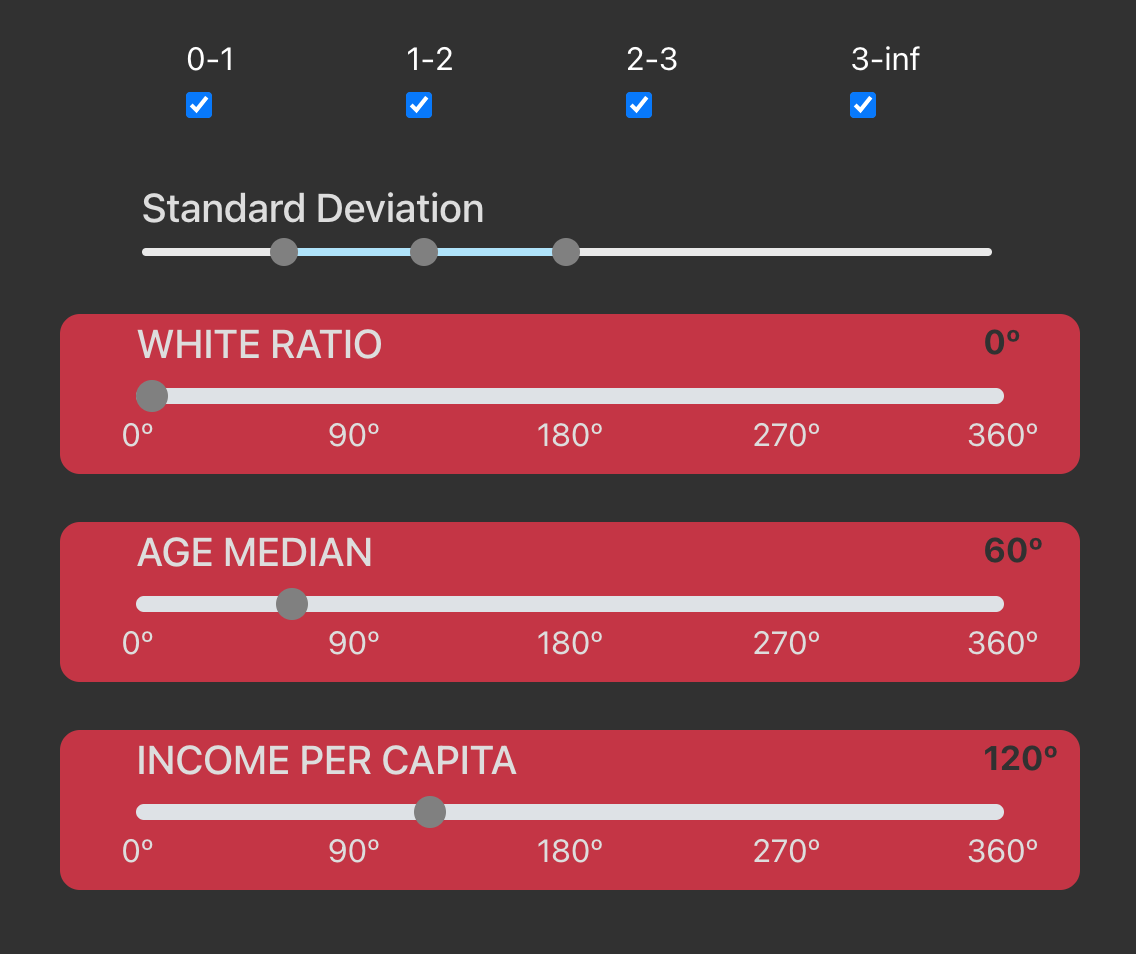 0-1 1-2 2-3 3-inf
Standard Deviation
WHITE RATIO 0º
0º 90º 180º 270º 360º
AGE MEDIAN 60º
0º 90º 180º 270º 360º
INCOME PER CAPITA 120º
0º 90º 180º 270º 360º